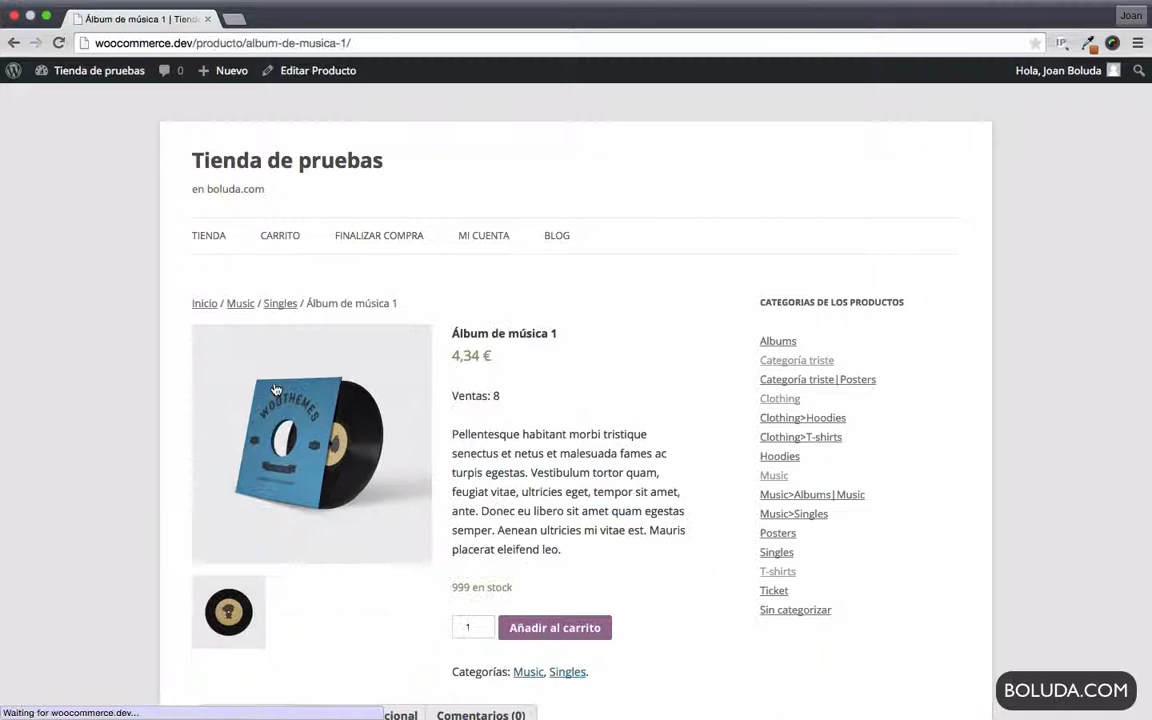 Álbum de música 1 | Tiend
Joan
woocommerce.dev/producto/album-de-musica-1/
IP
Tienda de pruebas
0
Nuevo
Editar Producto
Hola, Joan Boluda
Tienda de pruebas
en boluda.com
TIENDA
CARRITO
FINALIZAR COMPRA
MI CUENTA
BLOG
Inicio / Music / Singles / Álbum de música 1
WOOTHEMES
Álbum de música 1
4,34 €
Ventas: 8
Pellentesque habitant morbi tristique
senectus et netus et malesuada fames ac
turpis egestas. Vestibulum tortor quam,
feugiat vitae, ultricies eget, tempor sit amet,
ante. Donec eu libero sit amet quam egestas
semper. Aenean ultricies mi vitae est. Mauris
placerat eleifend leo.
999 en stock
1
Añadir al carrito
Categorías: Music, Singles.
CATEGORIAS DE LOS PRODUCTOS
Albums
Categoría triste
Categoría triste|Posters
Clothing
Clothing>Hoodies
Clothing>T-shirts
Hoodies
Music
Music>Albums|Music
Music>Singles
Posters
Singles
T-shirts
Ticket
Sin categorizar
Waiting for woocommerce.dev...
cional
Comentarios (0)
BOLUDA.COM